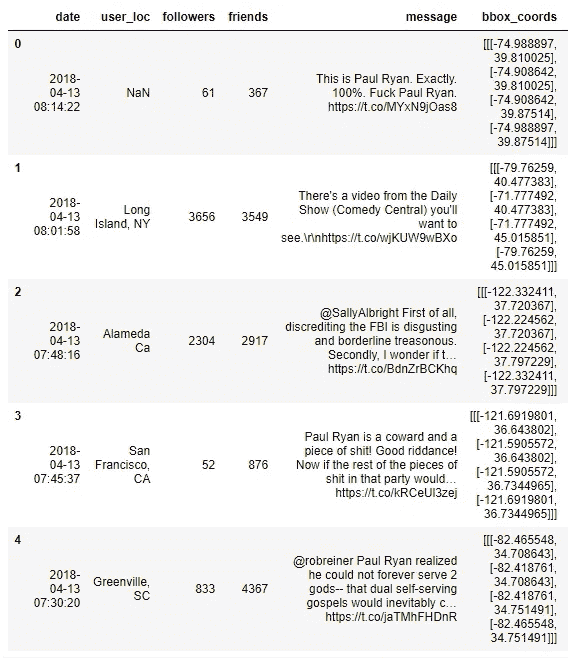 date user_loc followers friends message bbox_coords
0
2018-
04-13
08:14:22
NaN
61
367
This is Paul Ryan. Exactly.
100%. Fuck Paul Ryan.
https://t.co/MYxN9jOas8
[[[-74.988897,
39.810025],
[-74.908642,
39.810025],
[-74.908642,
39.87514],
[-74.988897,
39.87514]]]
1
2018-
04-13
08:01:58
Long
Island, NY
3656
3549
There's a video from the Daily
Show (Comedy Central) you'll
want to
see.\r\nhttps://t.co/wjKUW9wBXo
[[[-79.76259,
40.477383],
[-71.777492,
40.477383],
[-71.777492,
45.015851],
[-79.76259,
45.015851]]]
2
2018-
04-13
07:48:16
Alameda
Ca
2304
2917
@SallyAlbright First of all,
discrediting the FBI is disgusting
and borderline treasonous.
Secondly, I wonder if t…
https://t.co/BdnZrBCKhq
[[[-122.332411,
37.720367],
[-122.224562,
37.720367],
[-122.224562,
37.797229],
[-122.332411,
37.797229]]]
3
2018-
04-13
07:45:37
San
Francisco,
CA
52
876
Paul Ryan is a coward and a
piece of shit! Good riddance!
Now if the rest of the pieces of
shit in that party would…
https://t.co/kRCeUl3zej
[[[-121.6919801,
36.643802],
[-121.5905572,
36.643802],
[-121.5905572,
36.7344965],
[-121.6919801,
36.7344965]]]
4
2018-
04-13
07:30:20
Greenville,
SC
833
4367
@robreiner Paul Ryan realized
he could not forever serve 2
gods-- that dual self-serving
gospels would inevitably c…
https://t.co/jaTMhFHDnR
[[[-82.465548,
34.708643],
[-82.418761,
34.708643],
[-82.418761,
34.751491],
[-82.465548,
34.751491]]]